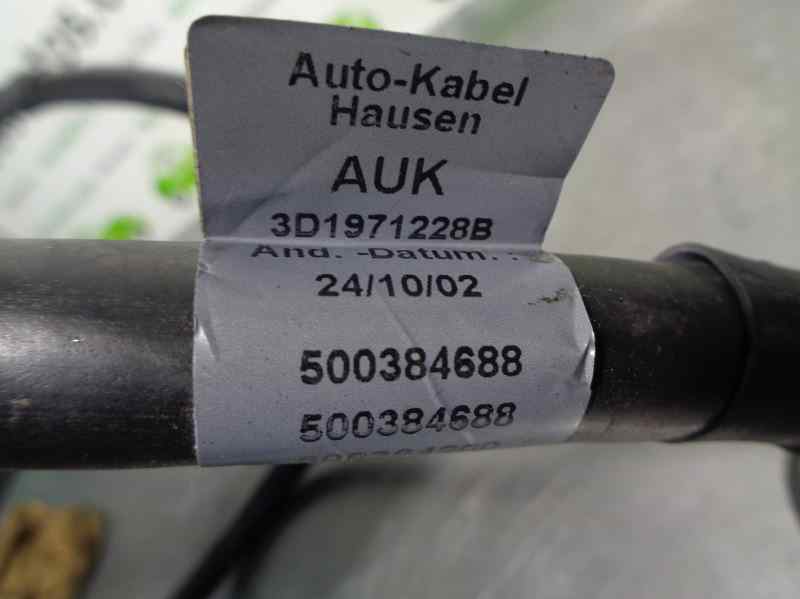 Auto-Kabel
Hausen
AUK
3D1971228B
Änd. -Datum. :
24/10/02
500384688
500384688